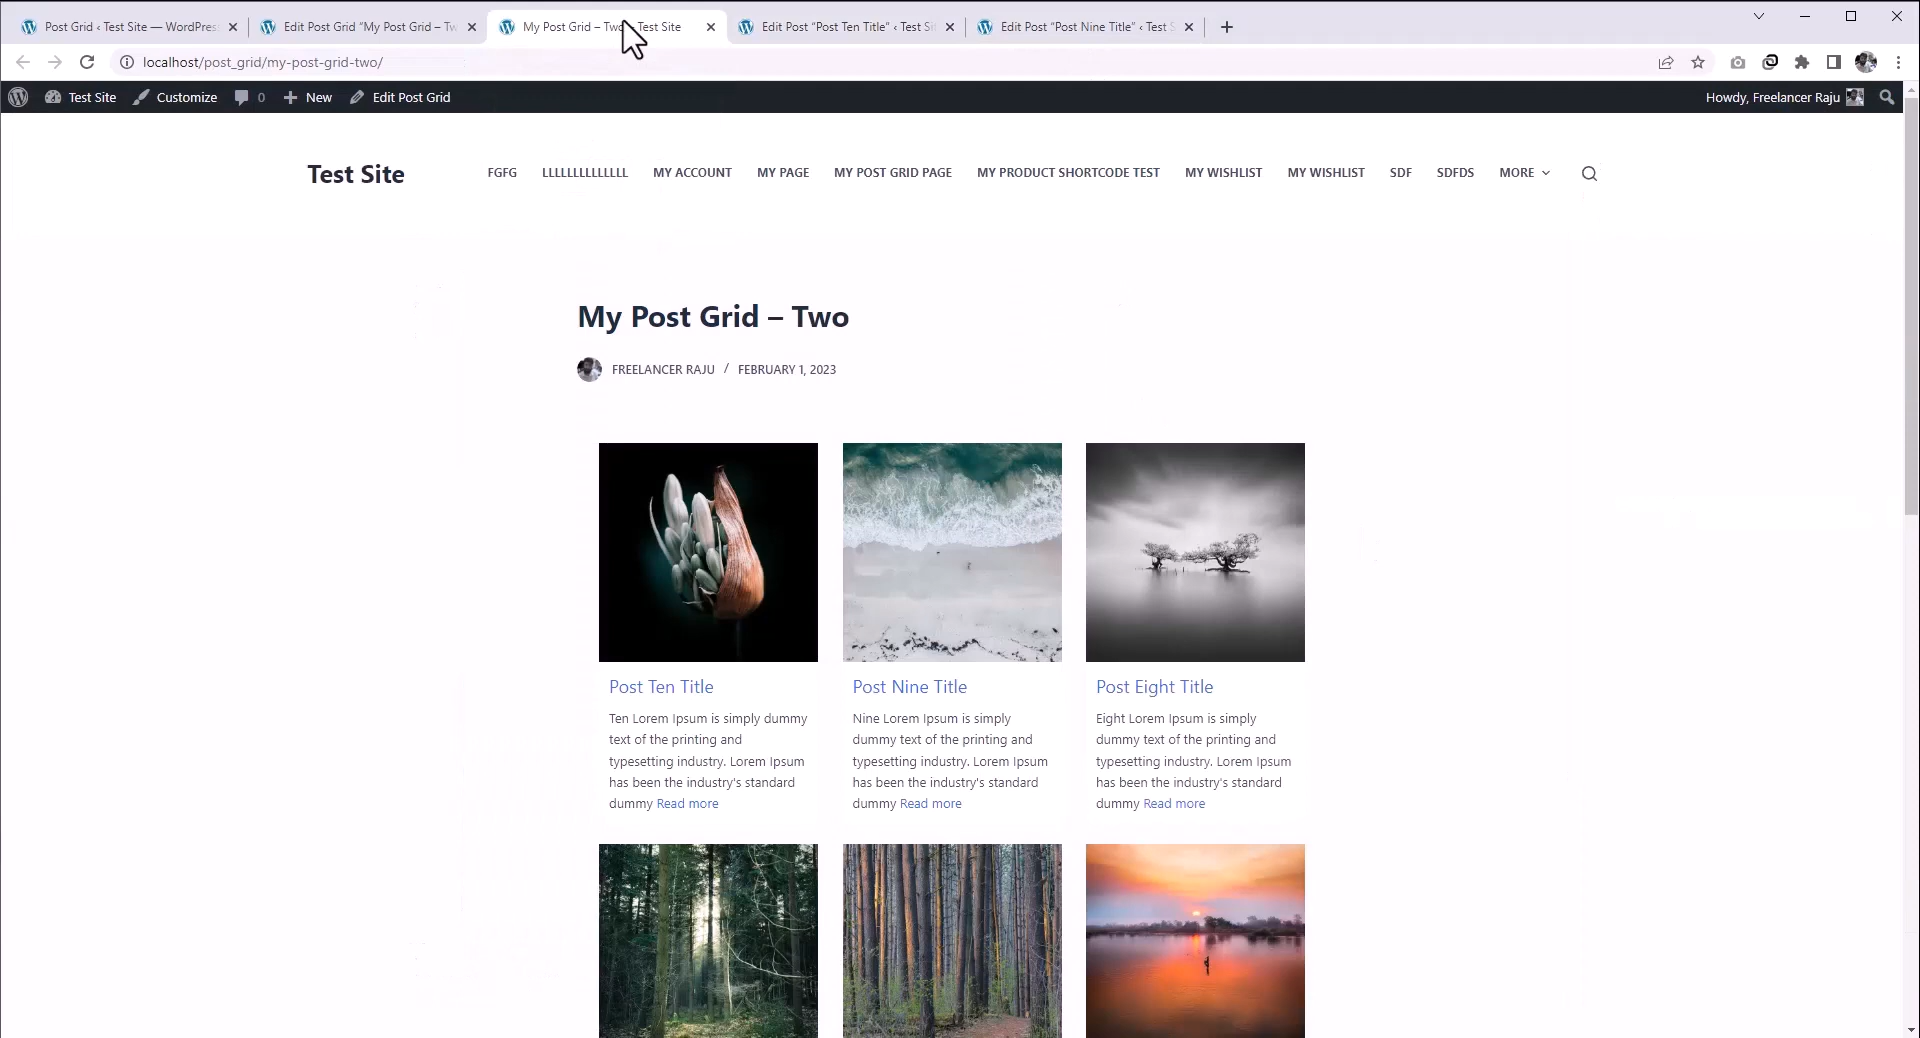 Post Grid ‹ Test Site — WordPres
Edit Post Grid "My Post Grid – Tw
My Post Grid – Two – Test Site
Edit Post “Post Ten Title” ‹ Test Sit
Edit Post “Post Nine Title” ‹ Test S
localhost/post_grid/my-post-grid-two/
Test Site
Customize
0
New
Edit Post Grid
Howdy, Freelancer Raju
Test Site
FGFG
LLLLLLLLLLLLL
MY ACCOUNT
MY PAGE
MY POST GRID PAGE
MY PRODUCT SHORTCODE TEST
MY WISHLIST
MY WISHLIST
SDF
SDFDS
MORE
My Post Grid – Two
FREELANCER RAJU / FEBRUARY 1, 2023
Post Ten Title
Ten Lorem Ipsum is simply dummy
text of the printing and
typesetting industry. Lorem Ipsum
has been the industry's standard
dummy Read more
Post Nine Title
Nine Lorem Ipsum is simply
dummy text of the printing and
typesetting industry. Lorem Ipsum
has been the industry's standard
dummy Read more
Post Eight Title
Eight Lorem Ipsum is simply
dummy text of the printing and
typesetting industry. Lorem Ipsum
has been the industry's standard
dummy Read more